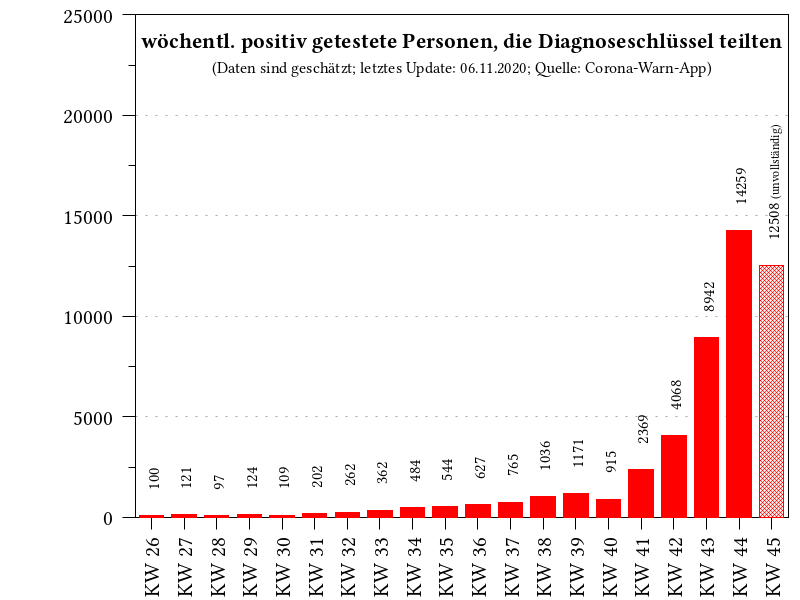 wöchentl. positiv getestete Personen, die Diagnoseschlüssel teilten
(Daten sind geschätzt; letztes Update: 06.11.2020; Quelle: Corona-Warn-App)
25000
20000
15000
10000
5000
0
100
121
97
124
109
202
262
362
484
544
627
765
1036
1171
915
2369
4068
8942
14259
12508 (unvollständig)
KW 26
KW 27
KW 28
KW 29
KW 30
KW 31
KW 32
KW 33
KW 34
KW 35
KW 36
KW 37
KW 38
KW 39
KW 40
KW 41
KW 42
KW 43
KW 44
KW 45